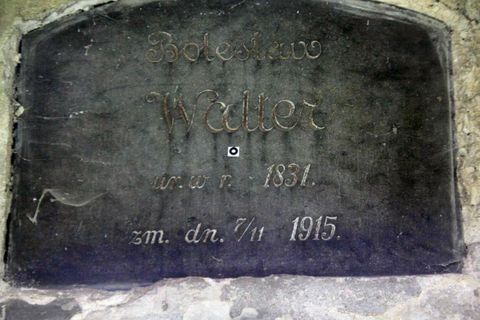 Bolesław
Walter
ur. w r. 1831.
zm. dn. 7/11 1915.